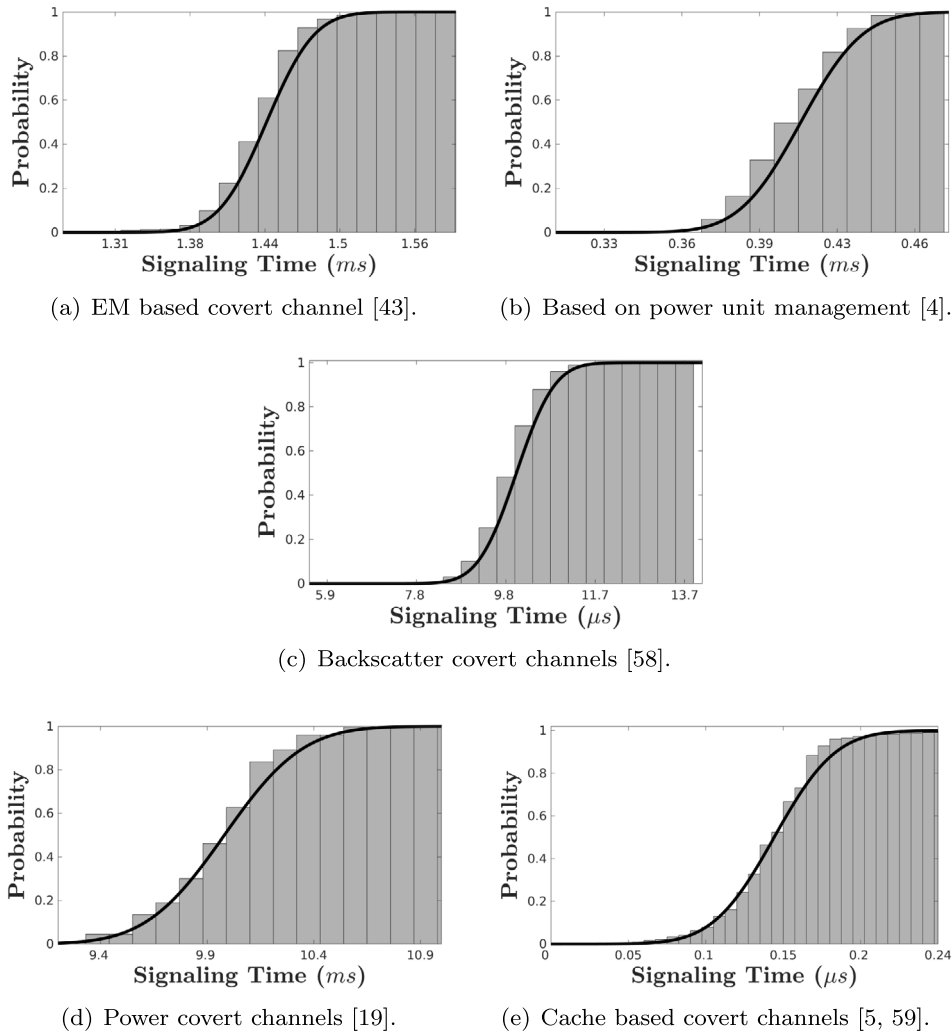 1
0.8
0.6
0.4
0.2
0
Probability
1.31 1.38 1.44 1.5 1.56
Signaling Time (ms)
(a) EM based covert channel [43].
1
0.8
0.6
0.4
0.2
0
Probability
0.33 0.36 0.39 0.43 0.46
Signaling Time (ms)
(b) Based on power unit management [4].
1
0.8
0.6
0.4
0.2
0
Probability
5.9 7.8 9.8 11.7 13.7
Signaling Time (μs)
(c) Backscatter covert channels [58].
1
0.8
0.6
0.4
0.2
0
Probability
9.4 9.9 10.4 10.9
Signaling Time (ms)
(d) Power covert channels [19].
1
0.8
0.6
0.4
0.2
0
Probability
0 0.05 0.1 0.15 0.2 0.24
Signaling Time (μs)
(e) Cache based covert channels [5, 59].